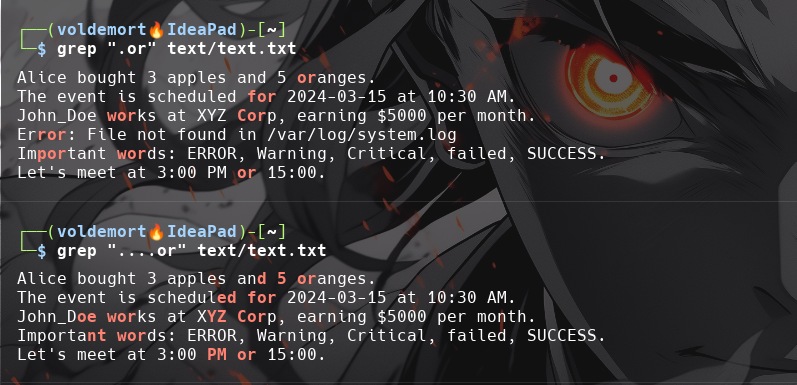 ┌──(voldemort🔥IdeaPad)-[~]
└─$ grep ".or" text/text.txt
Alice bought 3 apples and 5 oranges.
The event is scheduled for 2024-03-15 at 10:30 AM.
John_Doe works at XYZ Corp, earning $5000 per month.
Error: File not found in /var/log/system.log
Important words: ERROR, Warning, Critical, failed, SUCCESS.
Let's meet at 3:00 PM or 15:00.
┌──(voldemort🔥IdeaPad)-[~]
└─$ grep "....or" text/text.txt
Alice bought 3 apples and 5 oranges.
The event is scheduled for 2024-03-15 at 10:30 AM.
John_Doe works at XYZ Corp, earning $5000 per month.
Important words: ERROR, Warning, Critical, failed, SUCCESS.
Let's meet at 3:00 PM or 15:00.